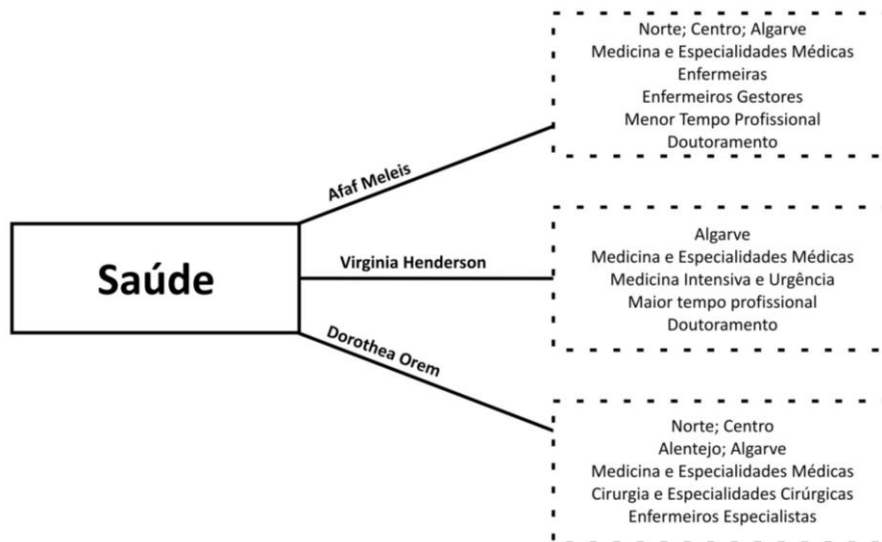 Norte; Centro; Algarve
Medicina e Especialidades Médicas
Enfermeiras
Enfermeiros Gestores
Menor Tempo Profissional
Doutoramento
Afaf Meleis
Saúde
Virginia Henderson
Algarve
Medicina e Especialidades Médicas
Medicina Intensiva e Urgência
Maior tempo profissional
Doutoramento
Dorothea Orem
Norte; Centro
Alentejo; Algarve
Medicina e Especialidades Médicas
Cirurgia e Especialidades Cirúrgicas
Enfermeiros Especialistas